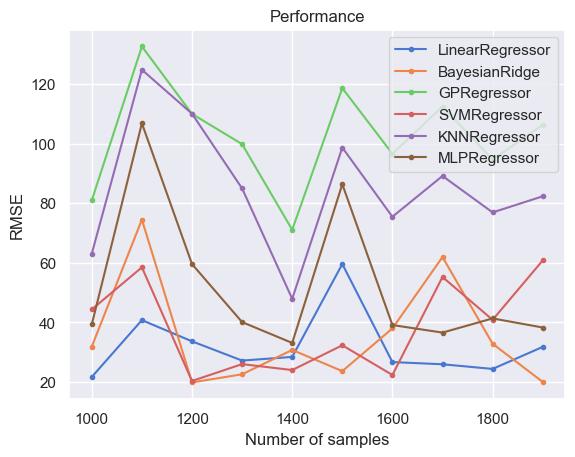 Performance
LinearRegressor
BayesianRidge
GPRegressor
SVMRegressor
KNNRegressor
MLPRegressor
RMSE
120
100
80
60
40
20
1000
1200
1400
1600
1800
Number of samples